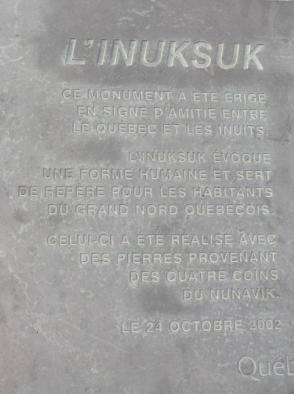 L'INUKSUK
CE MONUMENT A ÉTÉ ÉRIGÉ
EN SIGNE D'AMITIÉ ENTRE
LE QUÉBEC ET LES INUITS.
L'INUKSUK ÉVOQUE
UNE FORME HUMAINE ET SERT
DE REPÈRE POUR LES HABITANTS
DU GRAND NORD QUÉBÉCOIS.
CELUI-CI A ÉTÉ RÉALISÉ AVEC
DES PIERRES PROVENANT
DES QUATRE COINS
DU NUNAVIK.
LE 24 OCTOBRE 2002
Québ